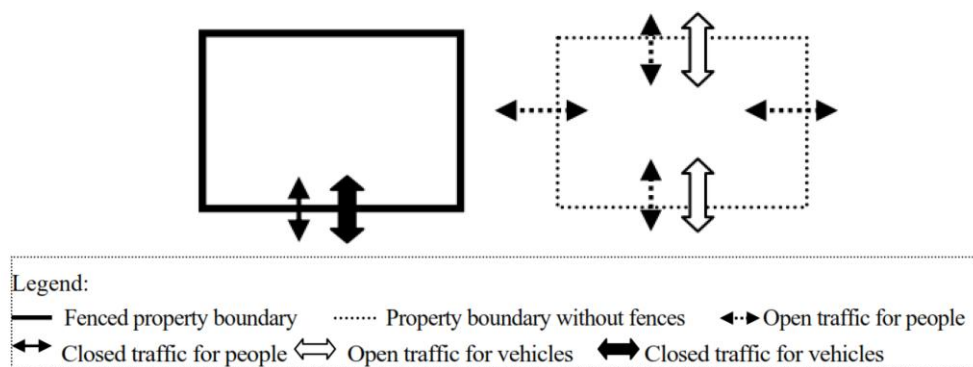 Legend:
Fenced property boundary Property boundary without fences Open traffic for people
Closed traffic for people Open traffic for vehicles Closed traffic for vehicles